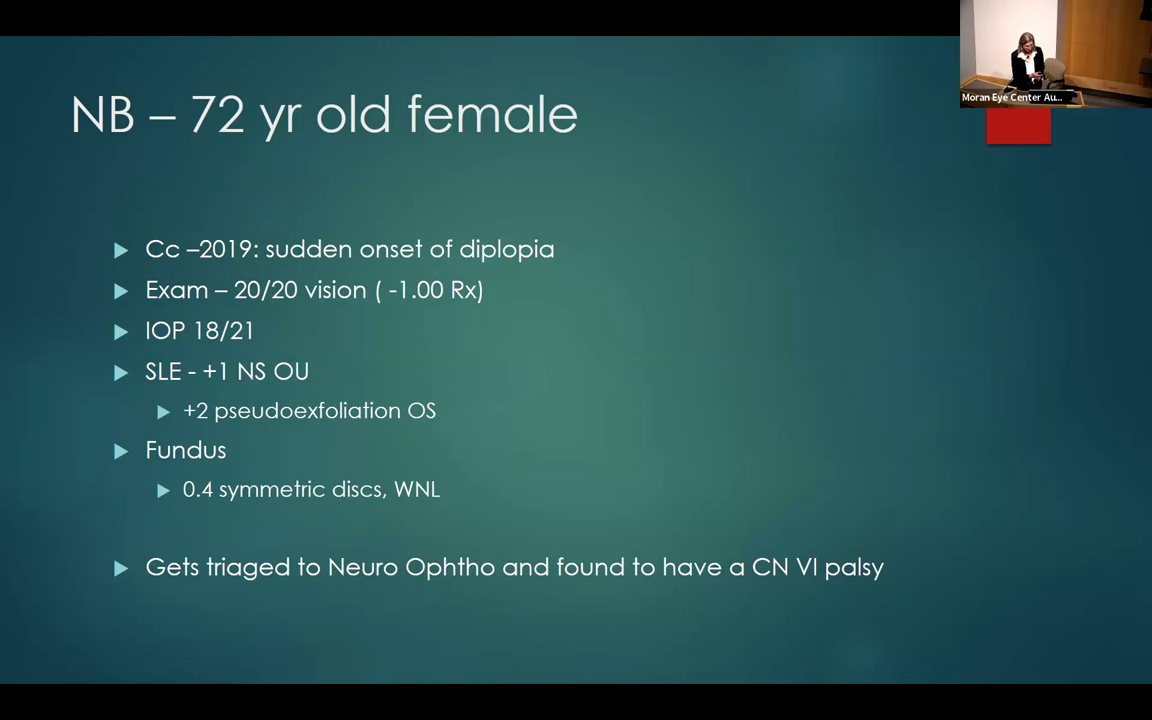 NB – 72 yr old female
Moran Eye Center Au...
Cc –2019: sudden onset of diplopia
Exam – 20/20 vision ( -1.00 Rx)
IOP 18/21
SLE - +1 NS OU
+2 pseudoexfoliation OS
Fundus
0.4 symmetric discs, WNL
Gets triaged to Neuro Ophtho and found to have a CN VI palsy